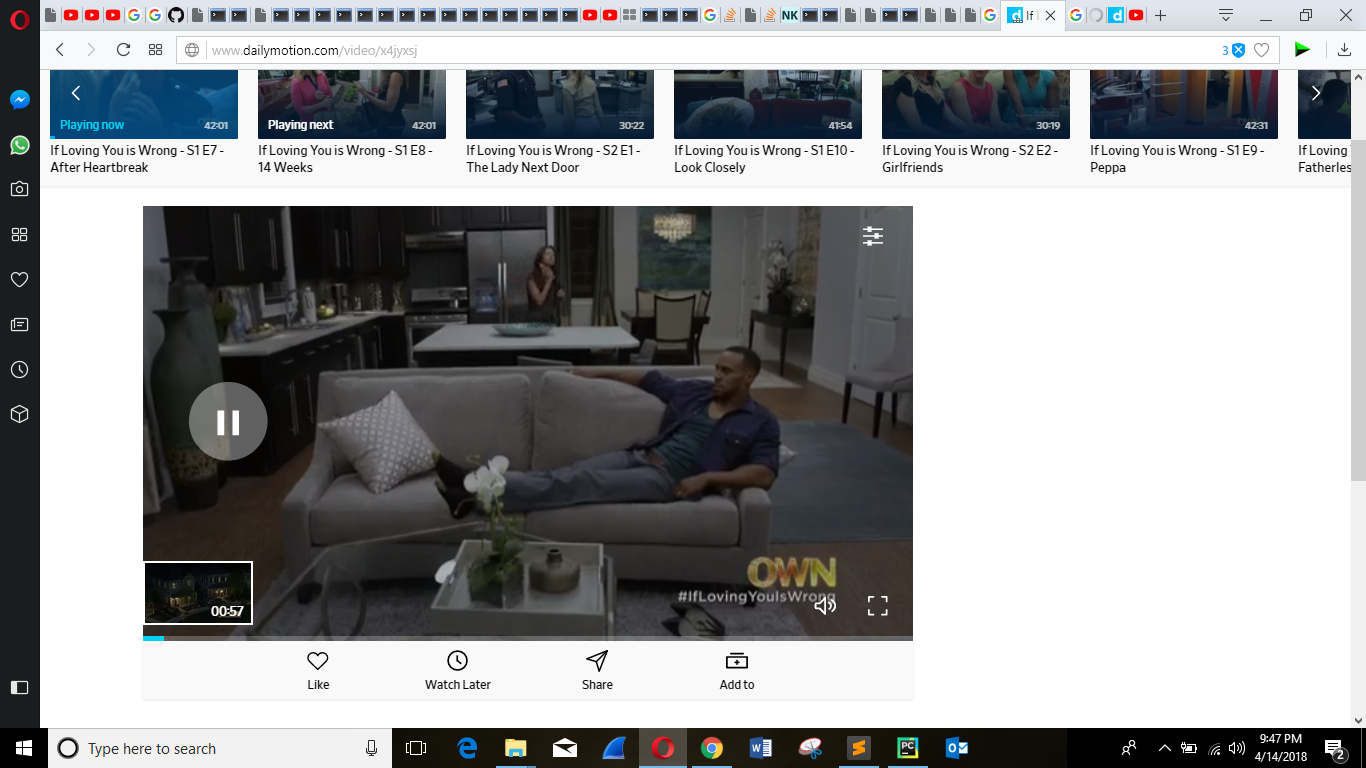 NK
If
www.dailymotion.com/video/x4jyxsj
3
Playing now
42:01
Playing next
42:01
30:22
41:54
30:19
42:31
If Loving You is Wrong - S1 E7 -
After Heartbreak
If Loving You is Wrong - S1 E8 -
14 Weeks
If Loving You is Wrong - S2 E1 -
The Lady Next Door
If Loving You is Wrong - S1 E10 -
Look Closely
If Loving You is Wrong - S2 E2 -
Girlfriends
If Loving You is Wrong - S1 E9 -
Peppa
If Loving
OWN
#IfLovingYouIsWrong
00:57
Like
Watch Later
Share
Add to
Type here to search
9:47 PM
4/14/2018
2